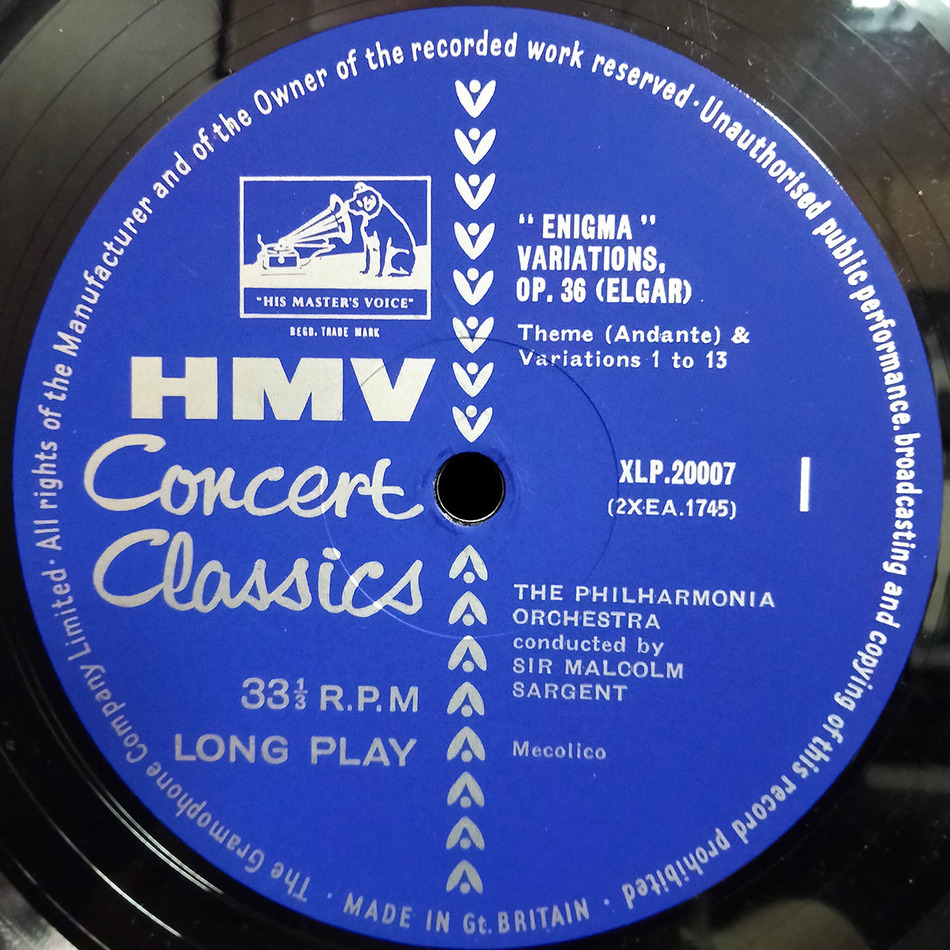 The Gramophone Company Limited · All rights of the Manufacturer and of the Owner of the recorded work reserved · Unauthorised public performance, broadcasting and copying of this record prohibited ·
"HIS MASTER'S VOICE"
REGD. TRADE MARK
HMV
Concert
Classics
33⅓ R.P.M
LONG PLAY
“ ENIGMA ”
VARIATIONS,
OP. 36 (ELGAR)
Theme (Andante) &
Variations 1 to 13
XLP.20007
1
(2X·EA.1745)
THE PHILHARMONIA
ORCHESTRA
conducted by
SIR MALCOLM
SARGENT
Mecolico
MADE IN Gt. BRITAIN ·